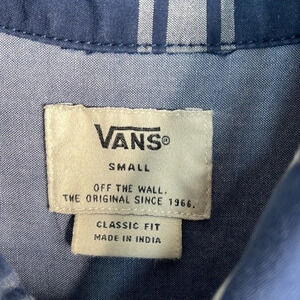 VANS®
SMALL
OFF THE WALL.
THE ORIGINAL SINCE 1966.
CLASSIC FIT
MADE IN INDIA